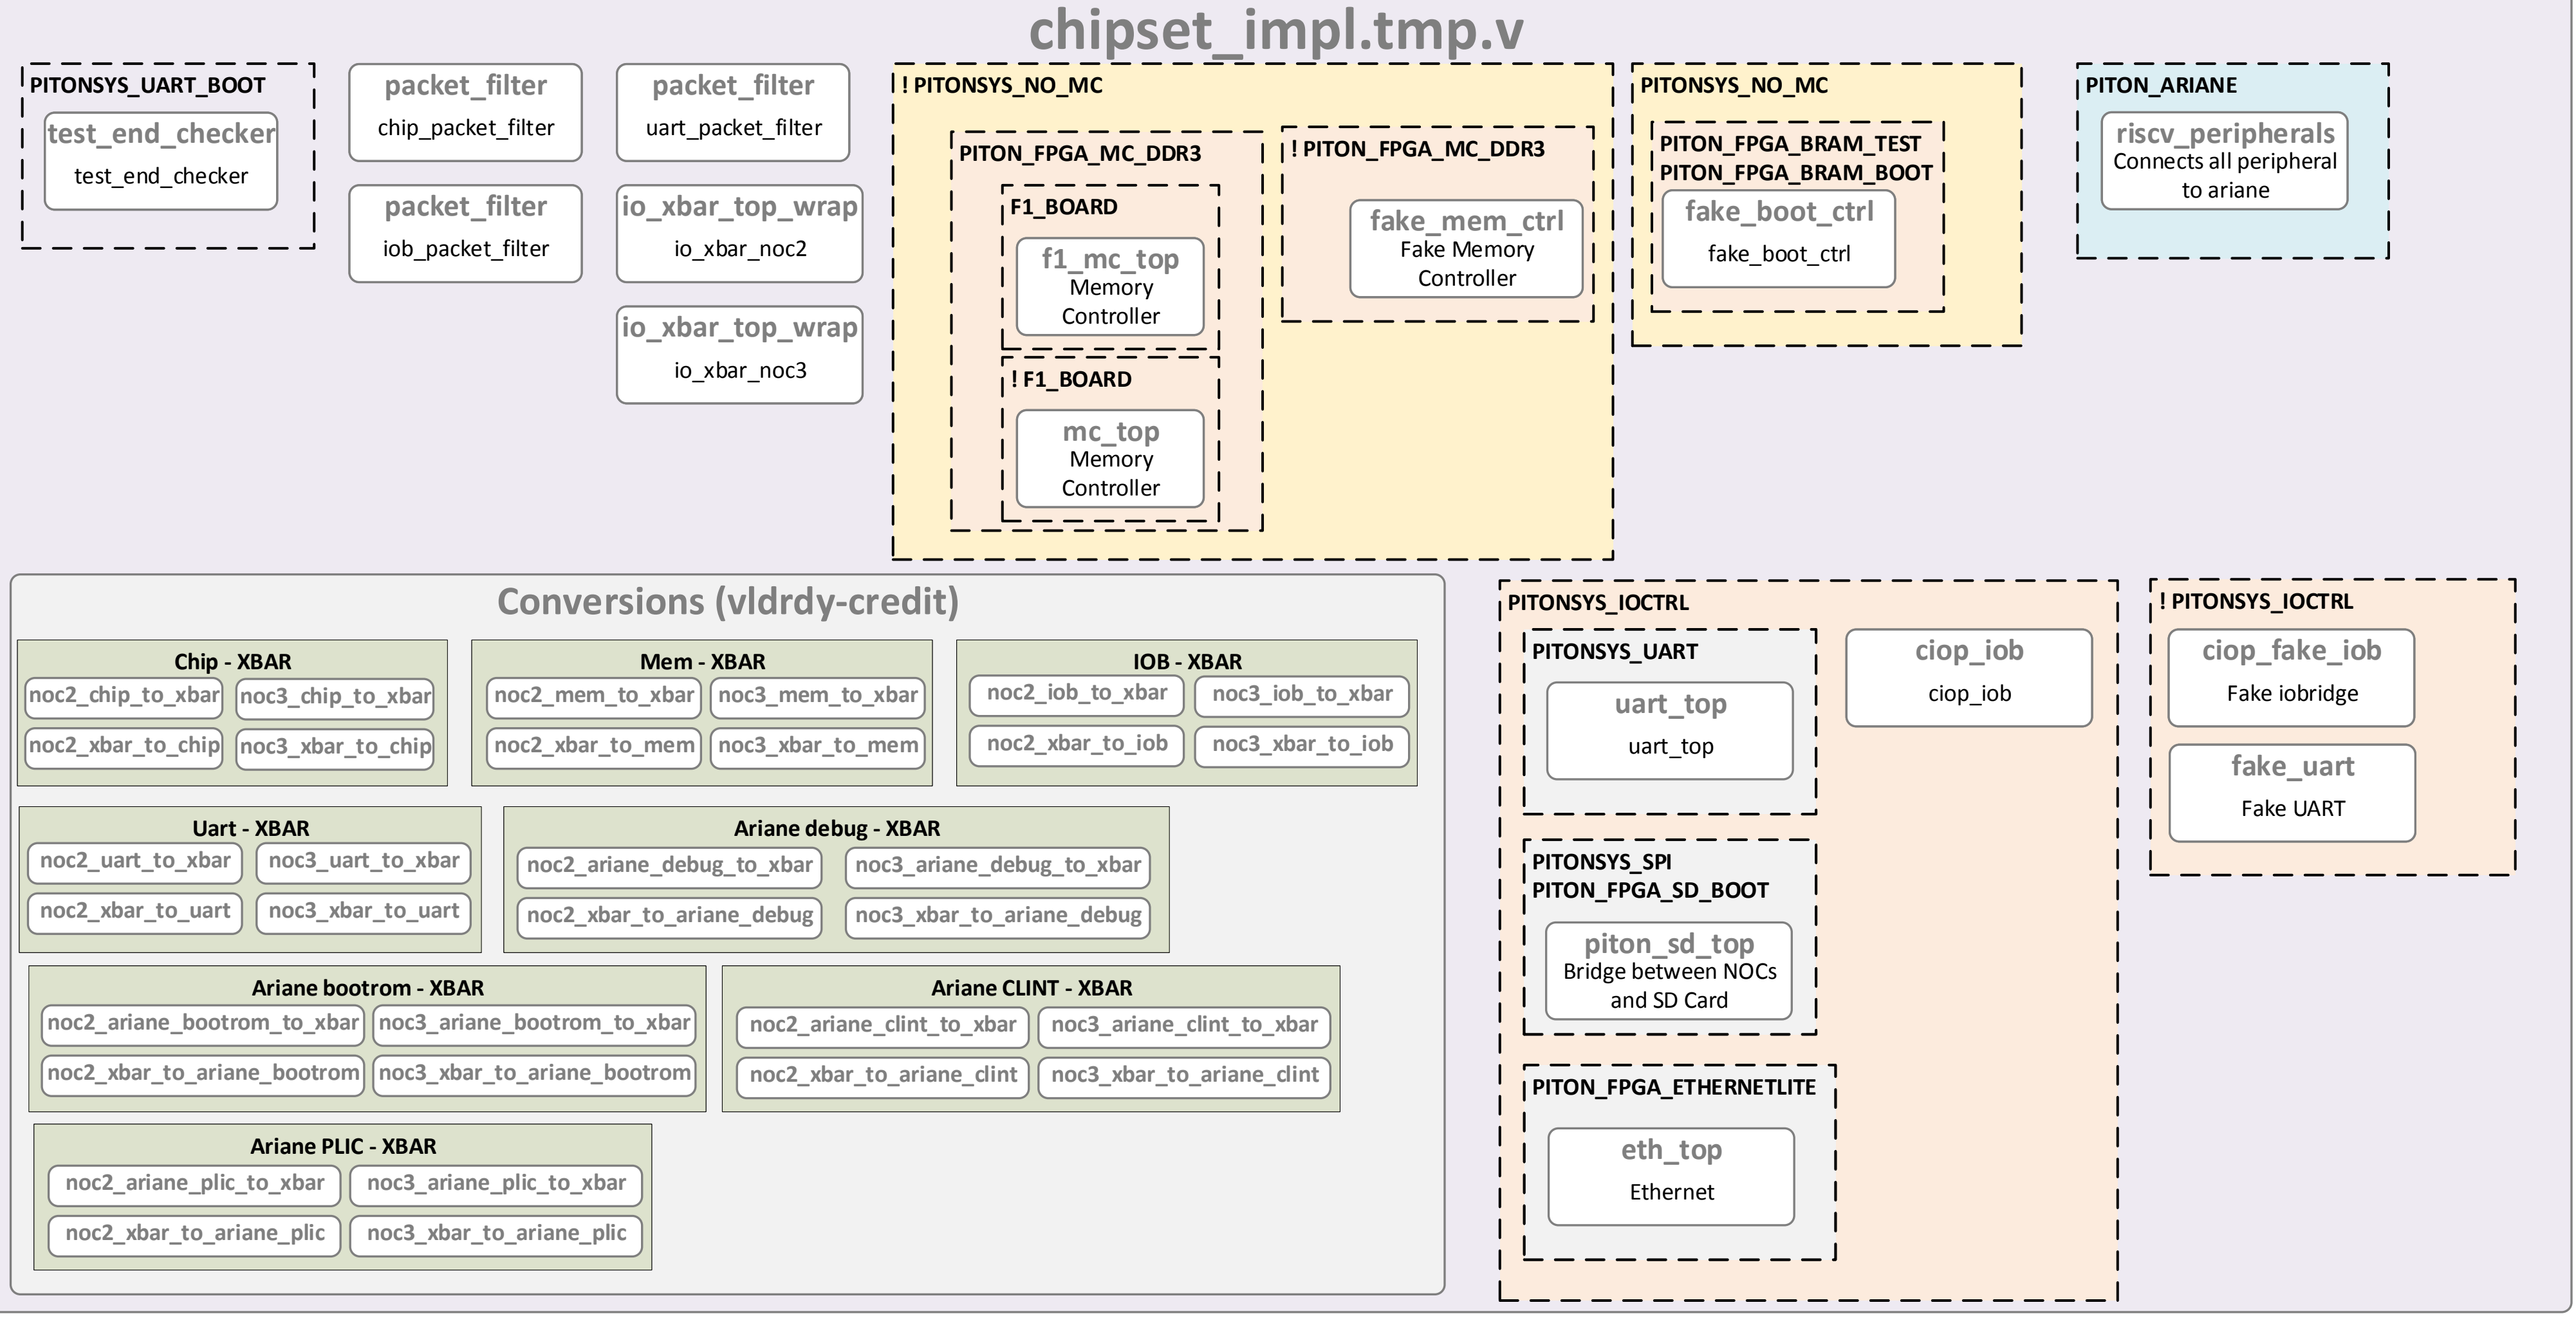 chipset_impl.tmp.v
PITONSYS_UART_BOOT
test_end_checker
test_end_checker
packet_filter
chip_packet_filter
packet_filter
iob_packet_filter
packet_filter
uart_packet_filter
io_xbar_top_wrap
io_xbar_noc2
io_xbar_top_wrap
io_xbar_noc3
! PITONSYS_NO_MC
PITON_FPGA_MC_DDR3
F1_BOARD
f1_mc_top
Memory
Controller
! F1_BOARD
mc_top
Memory
Controller
! PITON_FPGA_MC_DDR3
fake_mem_ctrl
Fake Memory
Controller
PITONSYS_NO_MC
PITON_FPGA_BRAM_TEST
PITON_FPGA_BRAM_BOOT
fake_boot_ctrl
fake_boot_ctrl
PITON_ARIANE
riscv_peripherals
Connects all peripheral
to ariane
Conversions (vldrdy-credit)
Chip - XBAR
noc2_chip_to_xbar
noc3_chip_to_xbar
noc2_xbar_to_chip
noc3_xbar_to_chip
Mem - XBAR
noc2_mem_to_xbar
noc3_mem_to_xbar
noc2_xbar_to_mem
noc3_xbar_to_mem
IOB - XBAR
noc2_iob_to_xbar
noc3_iob_to_xbar
noc2_xbar_to_iob
noc3_xbar_to_iob
Uart - XBAR
noc2_uart_to_xbar
noc3_uart_to_xbar
noc2_xbar_to_uart
noc3_xbar_to_uart
Ariane debug - XBAR
noc2_ariane_debug_to_xbar
noc3_ariane_debug_to_xbar
noc2_xbar_to_ariane_debug
noc3_xbar_to_ariane_debug
Ariane bootrom - XBAR
noc2_ariane_bootrom_to_xbar
noc3_ariane_bootrom_to_xbar
noc2_xbar_to_ariane_bootrom
noc3_xbar_to_ariane_bootrom
Ariane CLINT - XBAR
noc2_ariane_clint_to_xbar
noc3_ariane_clint_to_xbar
noc2_xbar_to_ariane_clint
noc3_xbar_to_ariane_clint
Ariane PLIC - XBAR
noc2_ariane_plic_to_xbar
noc3_ariane_plic_to_xbar
noc2_xbar_to_ariane_plic
noc3_xbar_to_ariane_plic
PITONSYS_IOCTRL
PITONSYS_UART
uart_top
uart_top
ciop_iob
ciop_iob
PITONSYS_SPI
PITON_FPGA_SD_BOOT
piton_sd_top
Bridge between NOCs
and SD Card
PITON_FPGA_ETHERNETLITE
eth_top
Ethernet
! PITONSYS_IOCTRL
ciop_fake_iob
Fake iobridge
fake_uart
Fake UART